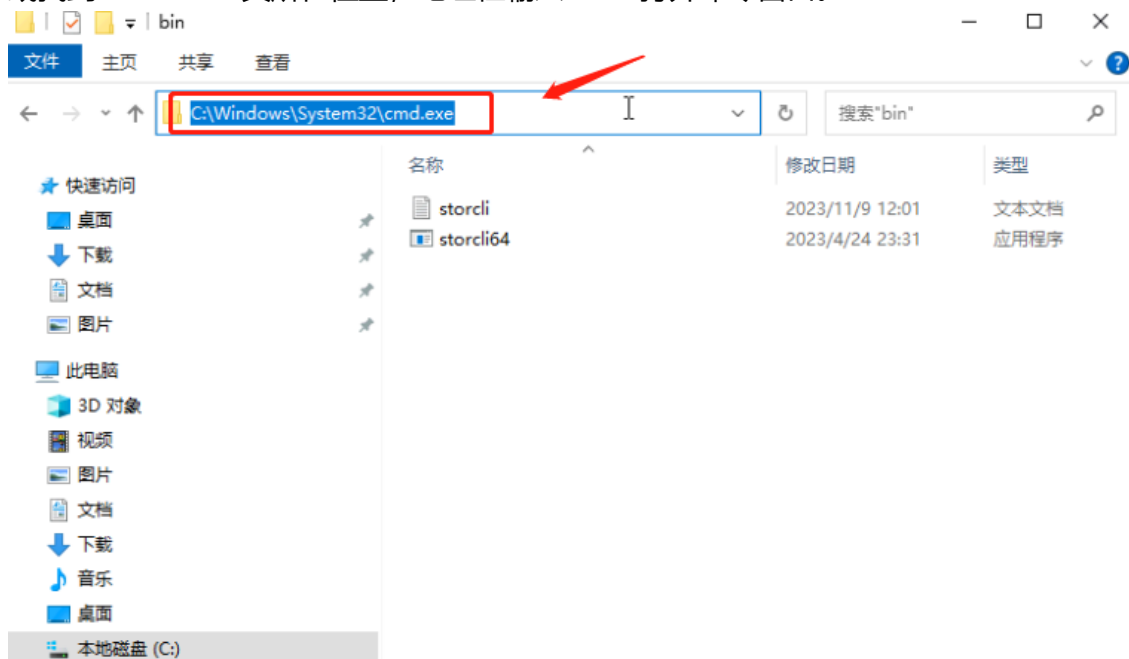 bin
文件 主页 共享 查看
C:\Windows\System32\cmd.exe 搜索"bin"
名称 修改日期 类型
storcli 2023/11/9 12:01 文本文档
storcli64 2023/4/24 23:31 应用程序
快速访问
桌面
下载
文档
图片
此电脑
3D 对象
视频
图片
文档
下载
音乐
桌面
本地磁盘 (C:)